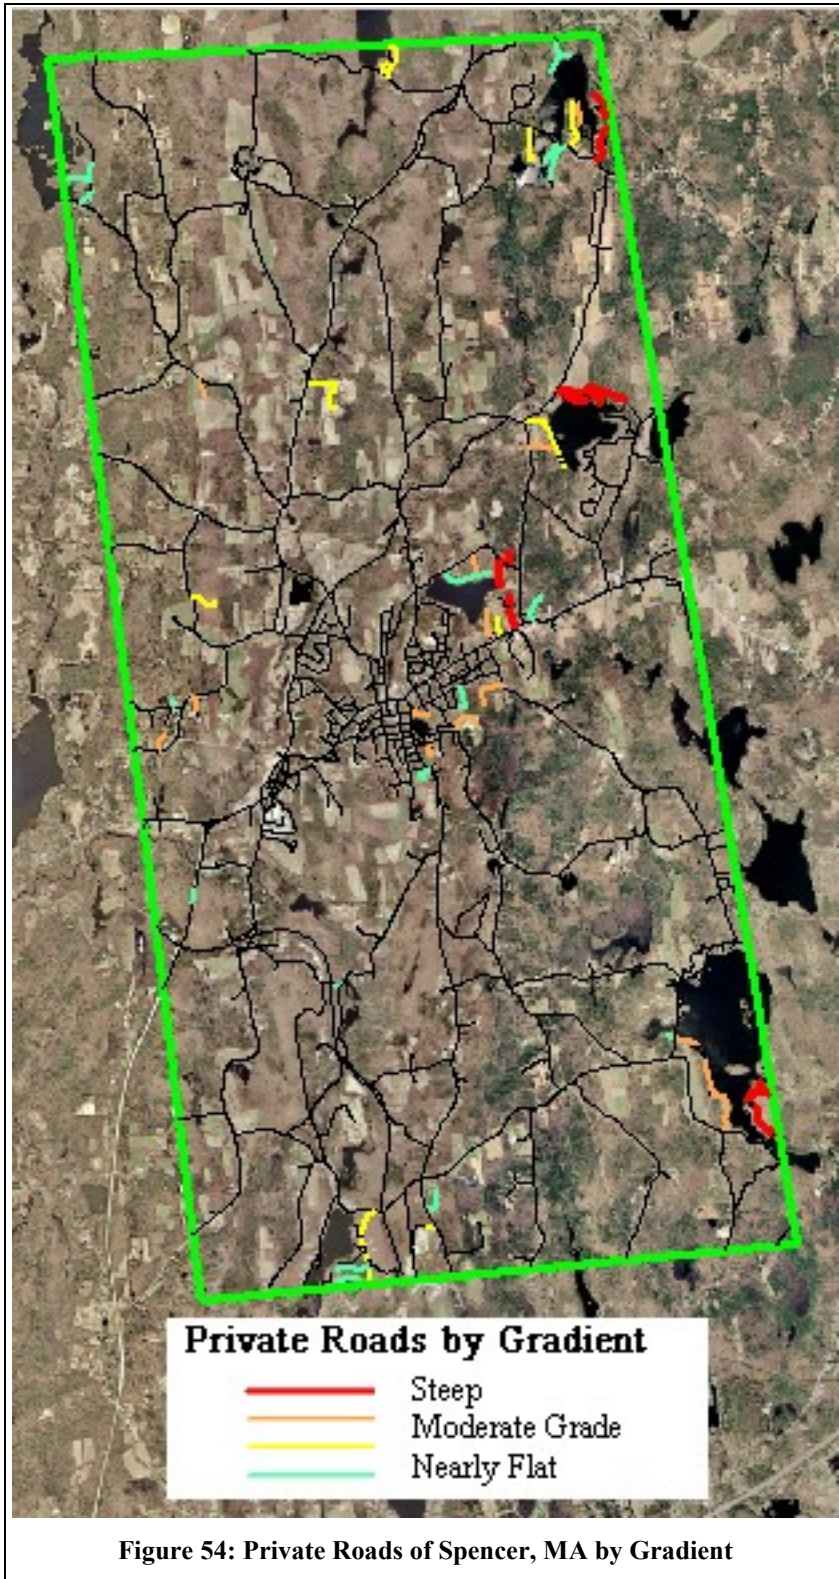 Private Roads by Gradient
Steep
Moderate Grade
Nearly Flat
Figure 54: Private Roads of Spencer, MA by Gradient